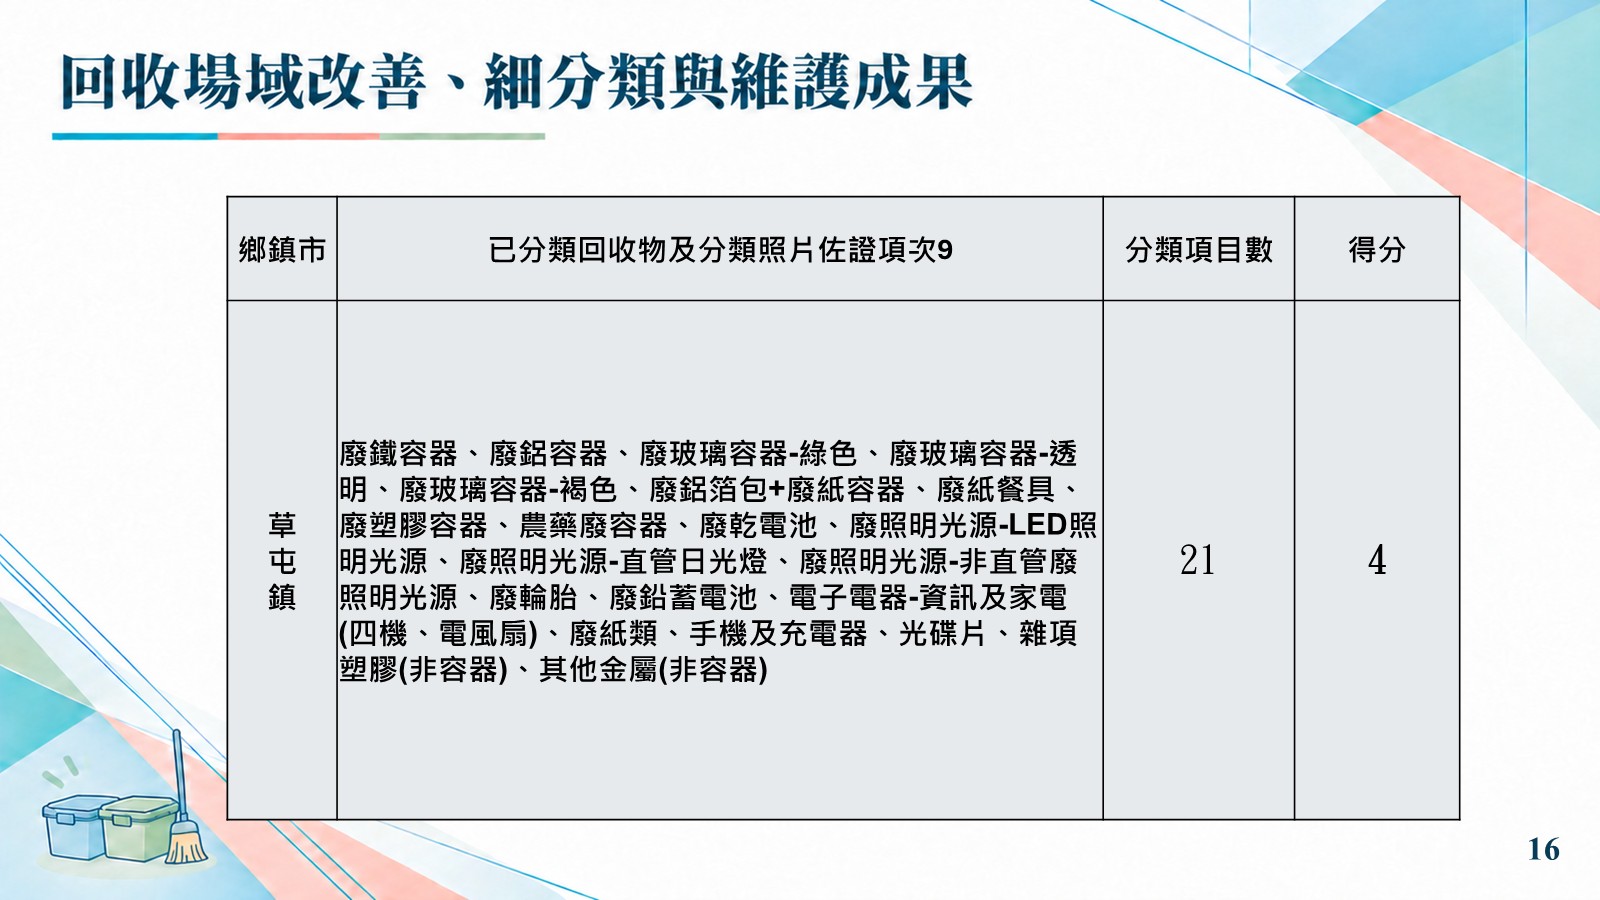 回收場域改善、細分類與維護成果
鄉鎮市
已分類回收物及分類照片佐證項次9
分類項目數
得分
草
屯
鎮
廢鐵容器、廢鋁容器、廢玻璃容器-綠色、廢玻璃容器-透
明、廢玻璃容器-褐色、廢鋁箔包+廢紙容器、廢紙餐具、
廢塑膠容器、農藥廢容器、廢乾電池、廢照明光源-LED照
明光源、廢照明光源-直管日光燈、廢照明光源-非直管廢
照明光源、廢輪胎、廢鉛蓄電池、電子電器-資訊及家電
(四機、電風扇)、廢紙類、手機及充電器、光碟片、雜項
塑膠(非容器)、其他金屬(非容器)
21
4
16